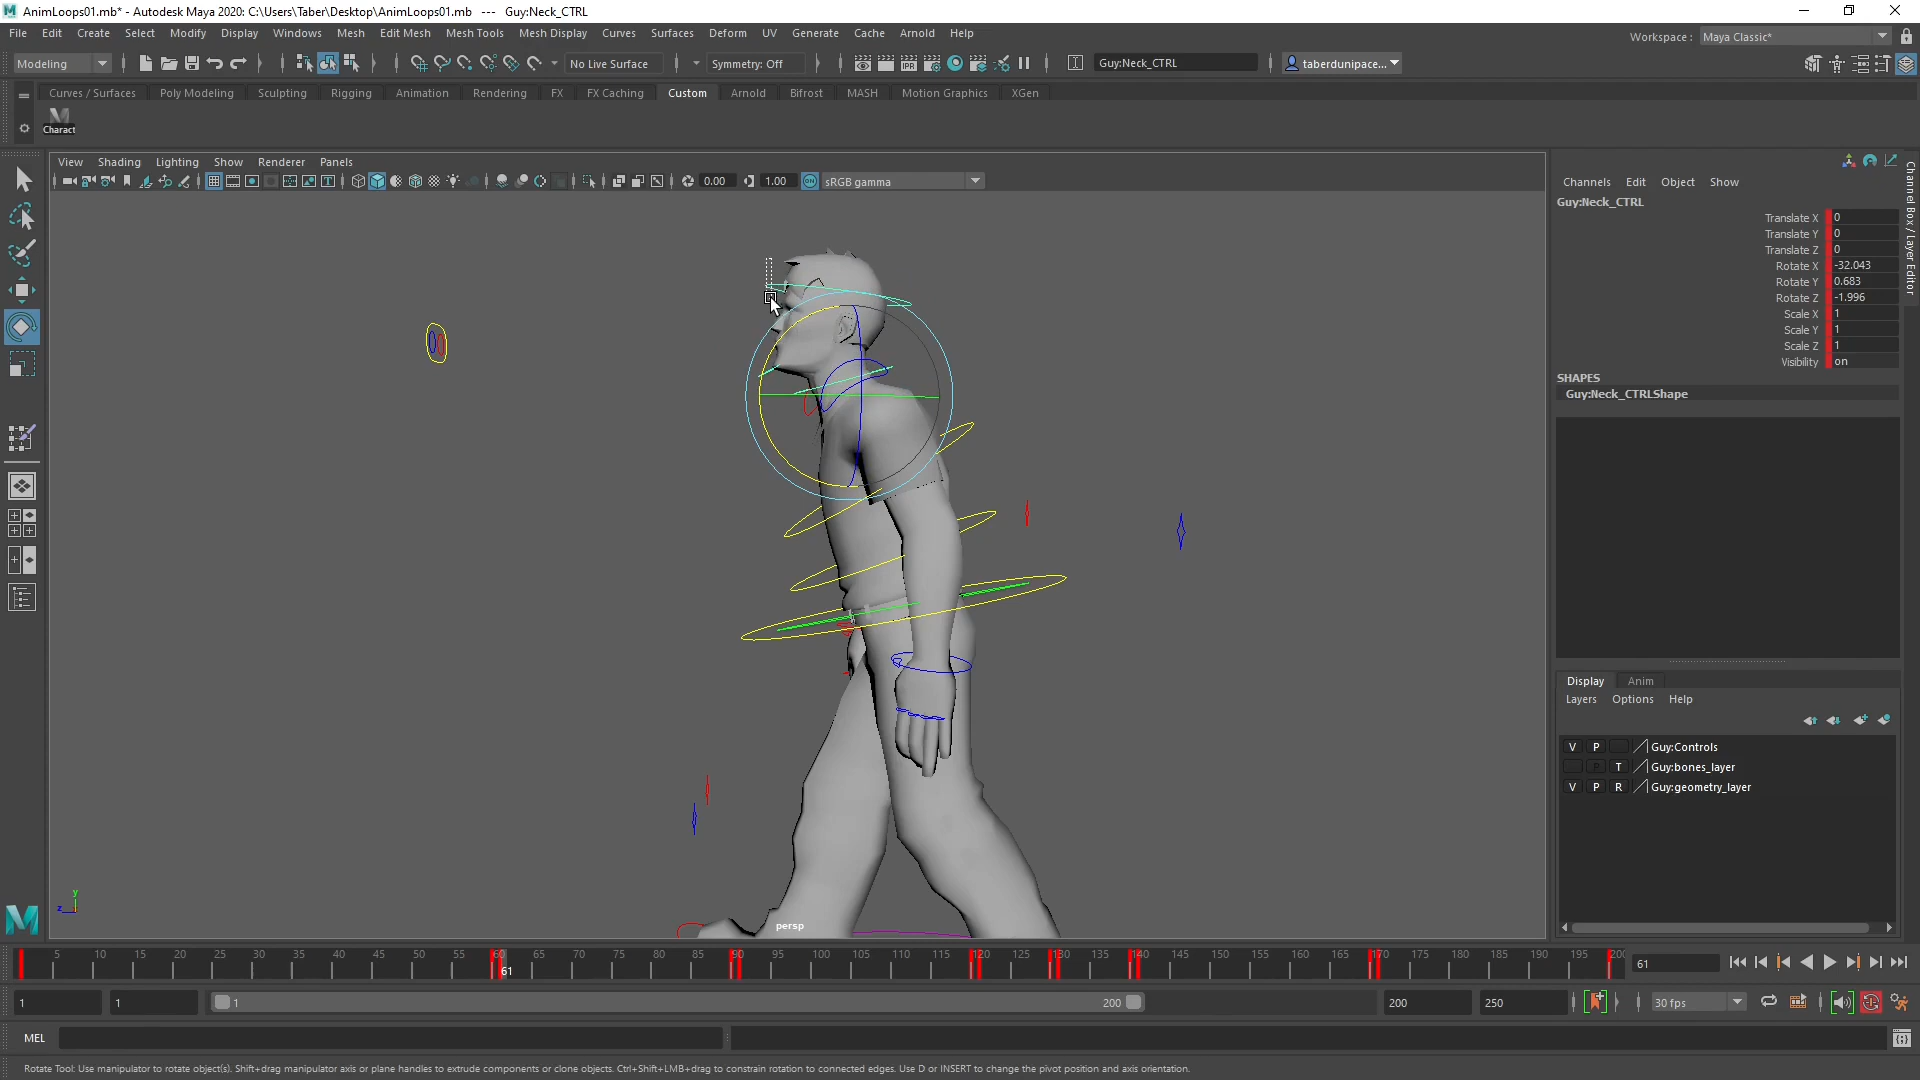 AnimLoops01.mb* - Autodesk Maya 2020: C:\Users\Taber\Desktop\AnimLoops01.mb --- Guy:Neck_CTRL
File Edit Create Select Modify Display Windows Mesh Edit Mesh Mesh Tools Mesh Display Curves Surfaces Deform UV Generate Cache Arnold Help
Workspace : Maya Classic*
Modeling No Live Surface Symmetry: Off Guy:Neck_CTRL taberdunipace...
Curves / Surfaces Poly Modeling Sculpting Rigging Animation Rendering FX FX Caching Custom Arnold Bifrost MASH Motion Graphics XGen
Charact
View Shading Lighting Show Renderer Panels
0.00 1.00 ON sRGB gamma
Channels Edit Object Show
Guy:Neck_CTRL
Translate X 0
Translate Y 0
Translate Z 0
Rotate X -32.043
Rotate Y 0.683
Rotate Z -1.996
Scale X 1
Scale Y 1
Scale Z 1
Visibility on
SHAPES
Guy:Neck_CTRLShape
Channel Box / Layer Editor
Display Anim
Layers Options Help
V P Guy:Controls
P T Guy:bones_layer
V P R Guy:geometry_layer
y
z
persp
5 10 15 20 25 30 35 40 45 50 55 60 65 70 75 80 85 90 95 100 105 110 115 120 125 130 135 140 145 150 155 160 165 170 175 180 185 190 195 200
61
61
1 1 1 200 200 250 30 fps
MEL
Rotate Tool: Use manipulator to rotate object(s). Shift+drag manipulator axis or plane handles to extrude components or clone objects. Ctrl+Shift+LMB+drag to constrain rotation to connected edges. Use D or INSERT to change the pivot position and axis orientation.